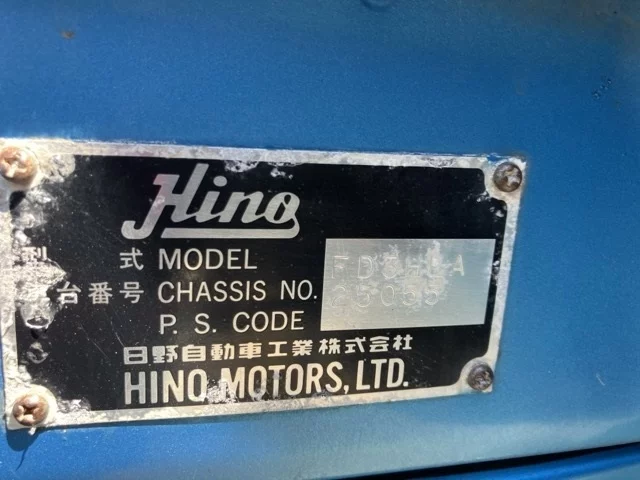 Hino
型 式 MODEL
台番号 CHASSIS NO.
P. S. CODE
日野自動車工業株式会社
HINO MOTORS, LTD.